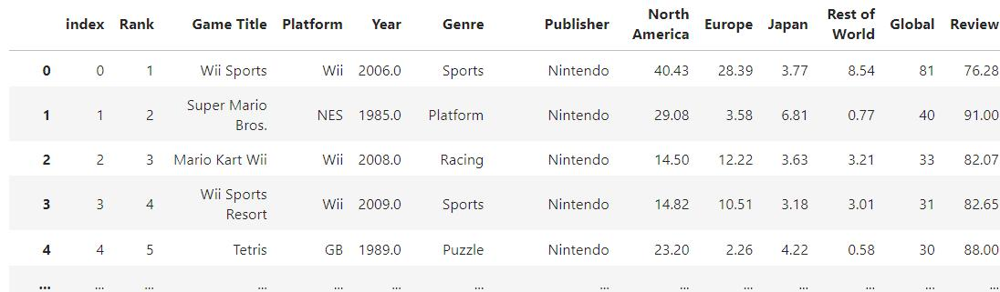 index Rank Game Title Platform Year Genre Publisher North America Europe Japan Rest of World Global Review
0 0 1 Wii Sports Wii 2006.0 Sports Nintendo 40.43 28.39 3.77 8.54 81 76.28
1 1 2 Super Mario Bros. NES 1985.0 Platform Nintendo 29.08 3.58 6.81 0.77 40 91.00
2 2 3 Mario Kart Wii Wii 2008.0 Racing Nintendo 14.50 12.22 3.63 3.21 33 82.07
3 3 4 Wii Sports Resort Wii 2009.0 Sports Nintendo 14.82 10.51 3.18 3.01 31 82.65
4 4 5 Tetris GB 1989.0 Puzzle Nintendo 23.20 2.26 4.22 0.58 30 88.00
... ... ... ... ... ... ... ... ... ... ... ... ... ...